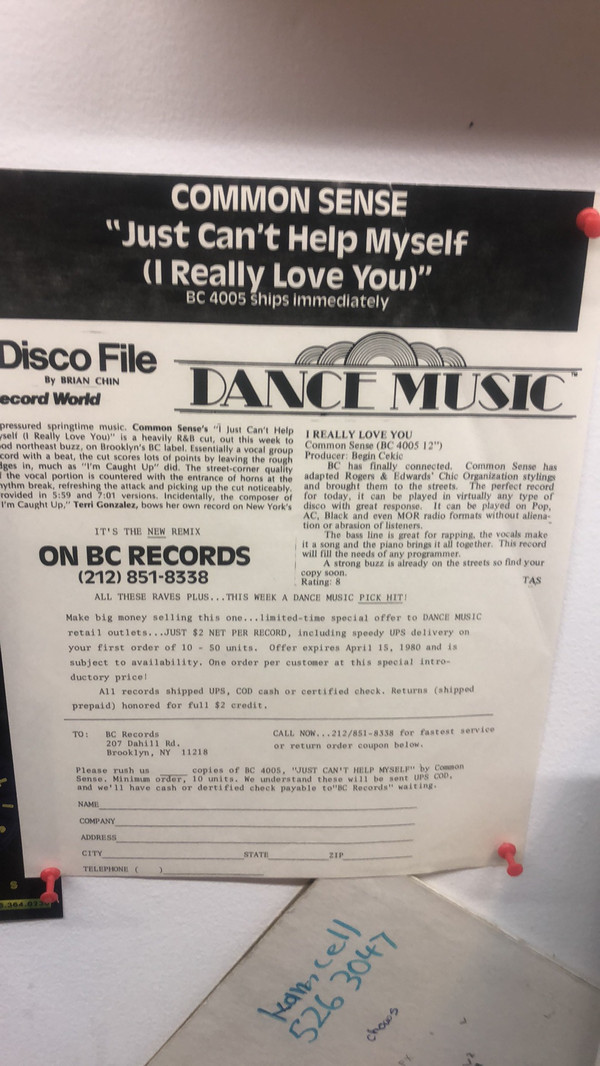 COMMON SENSE
"Just Can't Help Myself
(I Really Love You)"
BC 4005 ships immediately
Disco File
By BRIAN CHIN
ecord World
pressured springtime music. Common Sense's "I Just Can't Help
yself (I Really Love You)" is a heavily R&B cut, out this week to
od northeast buzz, on Brooklyn's BC label. Essentially a vocal group
cord with a beat, the cut scores lots of points by leaving the rough
dges in, much as "I'm Caught Up" did. The street-corner quality
f the vocal portion is countered with the entrance of horns at the
hythm break, refreshing the attack and picking up the cut noticeably.
rovided in 5:59 and 7:01 versions. Incidentally, the composer of
I'm Caught Up," Terri Gonzalez, bows her own record on New York's
DANCE MUSIC™
I REALLY LOVE YOU
Common Sense (BC 4005 12")
Producer: Begin Cekic
BC has finally connected. Common Sense has
adapted Rogers & Edwards' Chic Organization stylings
and brought them to the streets. The perfect record
for today, it can be played in virtually any type of
disco with great response. It can be played on Pop,
AC, Black and even MOR radio formats without aliena-
tion or abrasion of listeners.
The bass line is great for rapping, the vocals make
it a song and the piano brings it all together. This record
will fill the needs of any programmer.
A strong buzz is already on the streets so find your
copy soon.
Rating: 8 TAS
IT'S THE NEW REMIX
ON BC RECORDS
(212) 851-8338
ALL THESE RAVES PLUS...THIS WEEK A DANCE MUSIC PICK HIT!
Make big money selling this one...limited-time special offer to DANCE MUSIC
retail outlets...JUST $2 NET PER RECORD, including speedy UPS delivery on
your first order of 10 - 50 units. Offer expires April 15, 1980 and is
subject to availability. One order per customer at this special intro-
ductory price!
All records shipped UPS, COD cash or certified check. Returns (shipped
prepaid) honored for full $2 credit.
TO: BC Records
207 Dahill Rd.
Brooklyn, NY 11218
CALL NOW...212/851-8338 for fastest service
or return order coupon below.
Please rush us _____ copies of BC 4005, "JUST CAN'T HELP MYSELF" by Common
Sense. Minimum order, 10 units. We understand these will be sent UPS COD,
and we'll have cash or dertified check payable to"BC Records" waiting.
NAME
COMPANY
ADDRESS
CITY STATE ZIP
TELEPHONE ( )
S
cell
526 3047
chaos